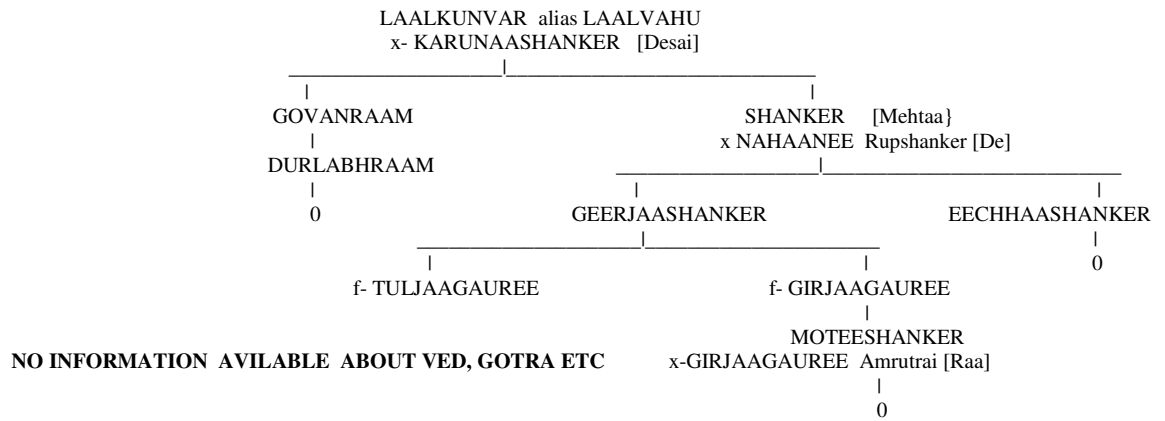 LAALKUNVAR alias LAALVAHU
x- KARUNAASHANKER [Desai]
GOVANRAAM SHANKER [Mehtaa}
x NAHAANEE Rupshanker [De]
DURLABHRAAM
0 GEERJAASHANKER EECHHAASHANKER
0
f- TULJAAGAUREE f- GIRJAAGAUREE
MOTEESHANKER
NO INFORMATION AVILABLE ABOUT VED, GOTRA ETC x-GIRJAAGAUREE Amrutrai [Raa]
0